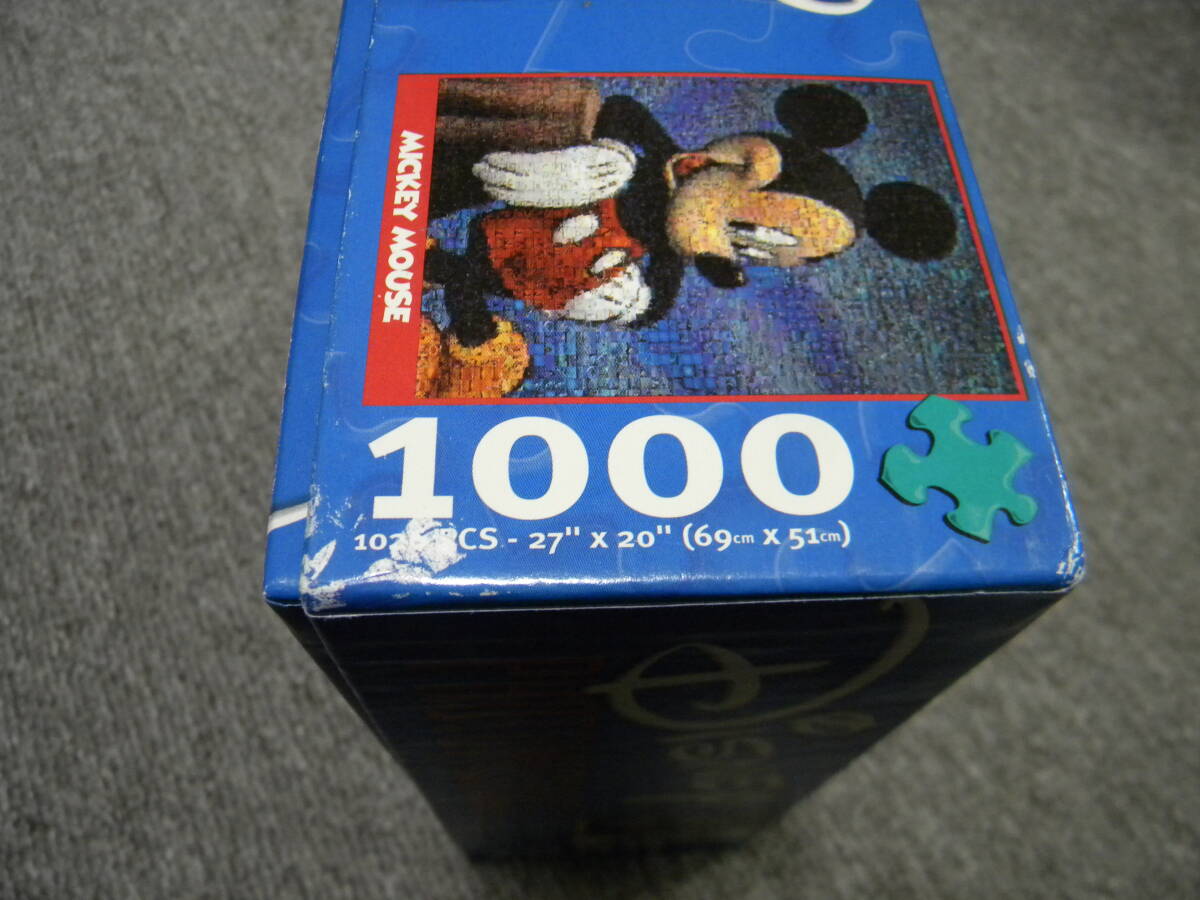 MICKEY MOUSE
1000
PCS - 27" x 20" (69cm x 51cm)